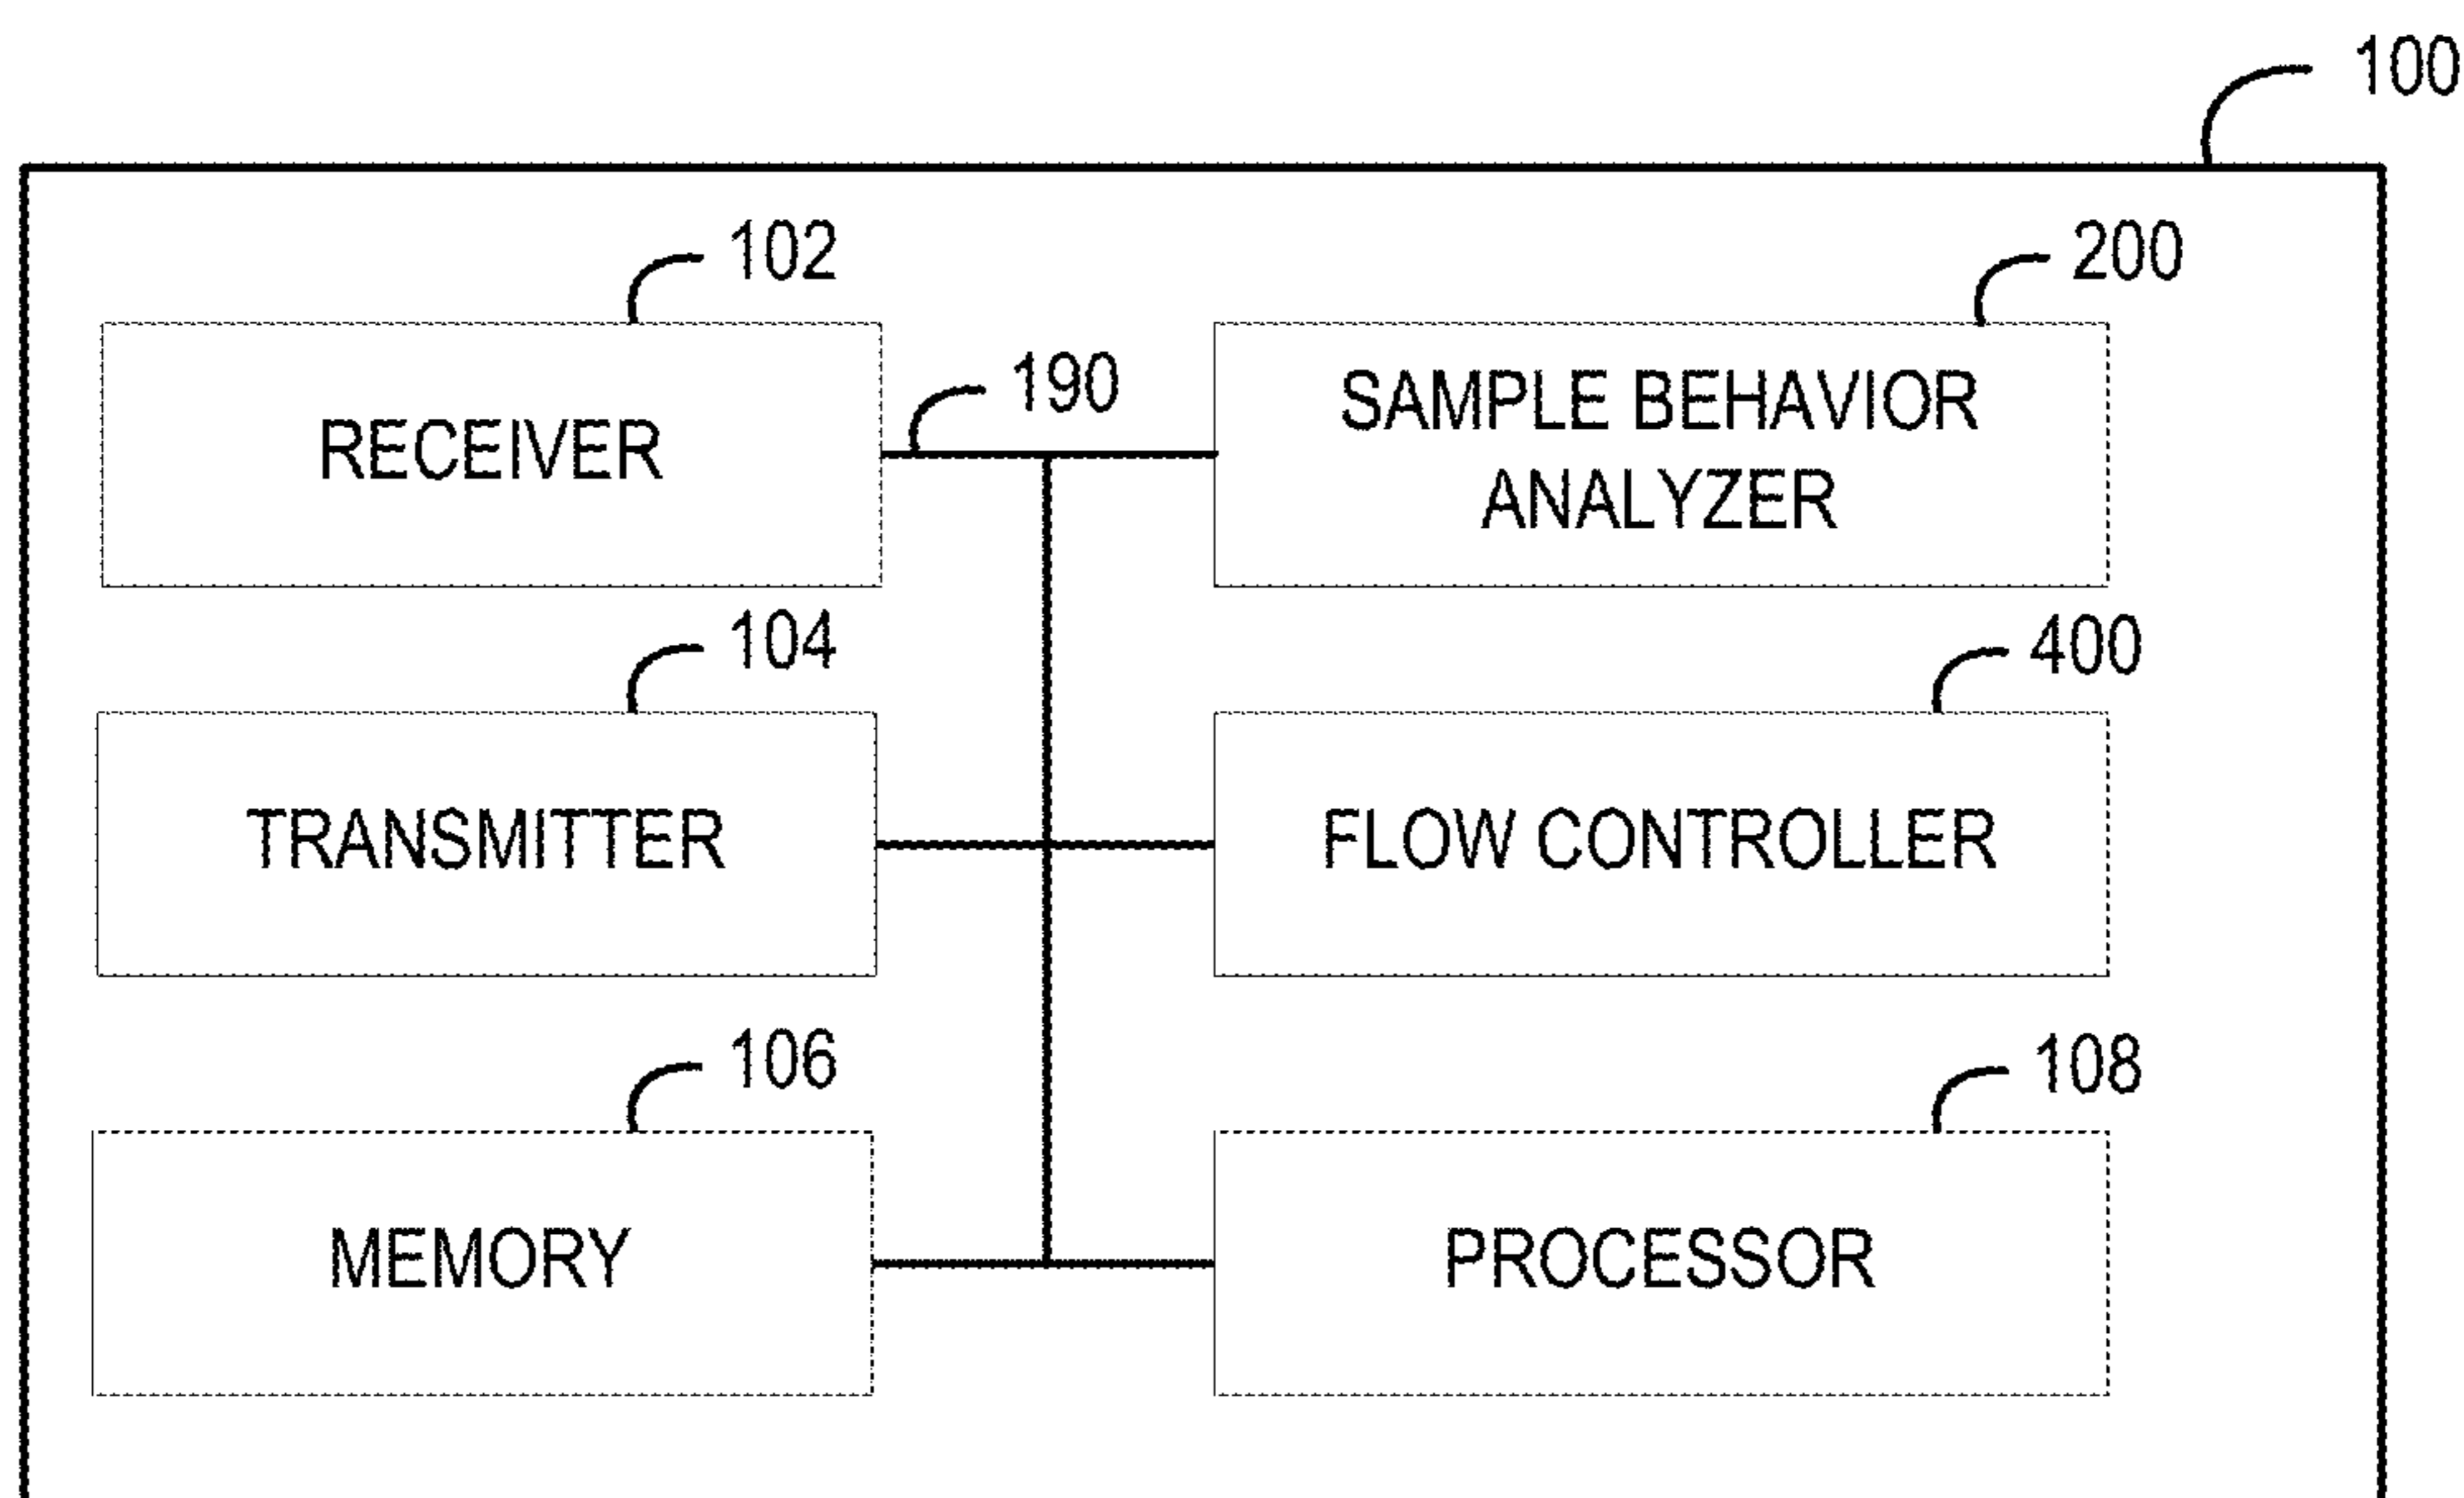 100
102
200
190
RECEIVER
SAMPLE BEHAVIOR
ANALYZER
104
400
TRANSMITTER
FLOW CONTROLLER
106
108
MEMORY
PROCESSOR